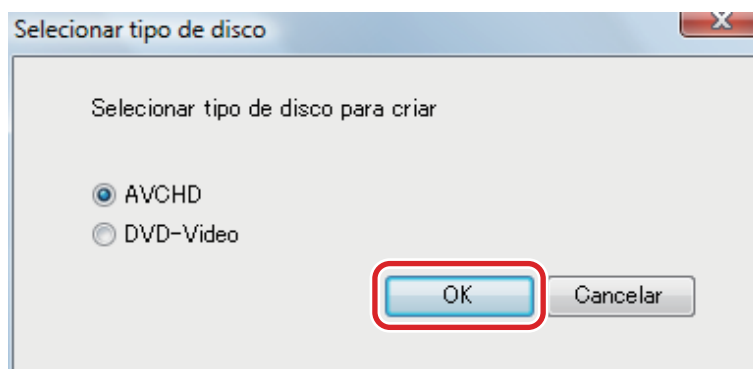 Selecionar tipo de disco
Selecionar tipo de disco para criar
AVCHD
DVD-Video
OK
Cancelar